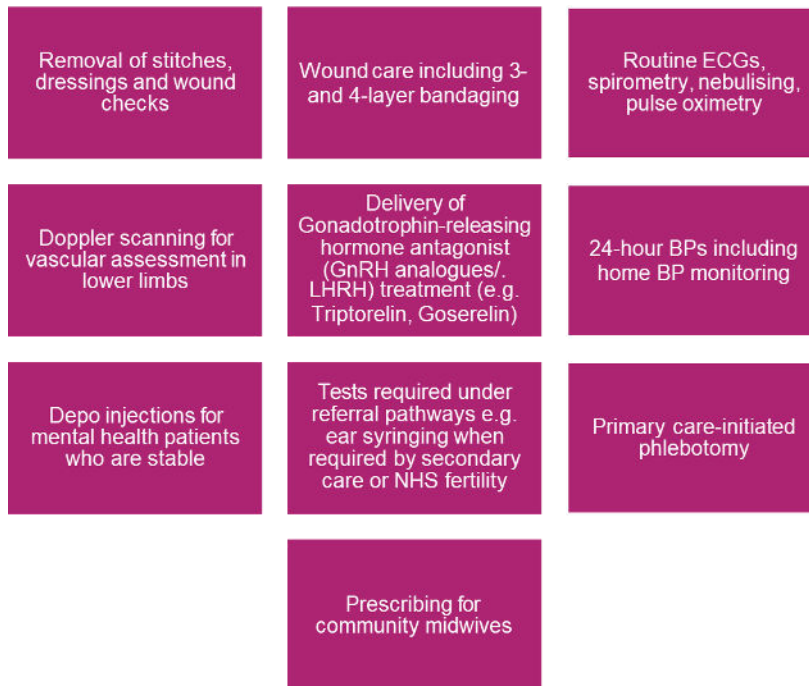 Removal of stitches,
dressings and wound
checks
Wound care including 3-
and 4-layer bandaging
Routine ECGs,
spirometry, nebulising,
pulse oximetry
Doppler scanning for
vascular assessment in
lower limbs
Delivery of
Gonadotrophin-releasing
hormone antagonist
(GnRH analogues/.
LHRH) treatment (e.g.
Triptorelin, Goserelin)
24-hour BPs including
home BP monitoring
Depo injections for
mental health patients
who are stable
Tests required under
referral pathways e.g.
ear syringing when
required by secondary
care or NHS fertility
Primary care-initiated
phlebotomy
Prescribing for
community midwives